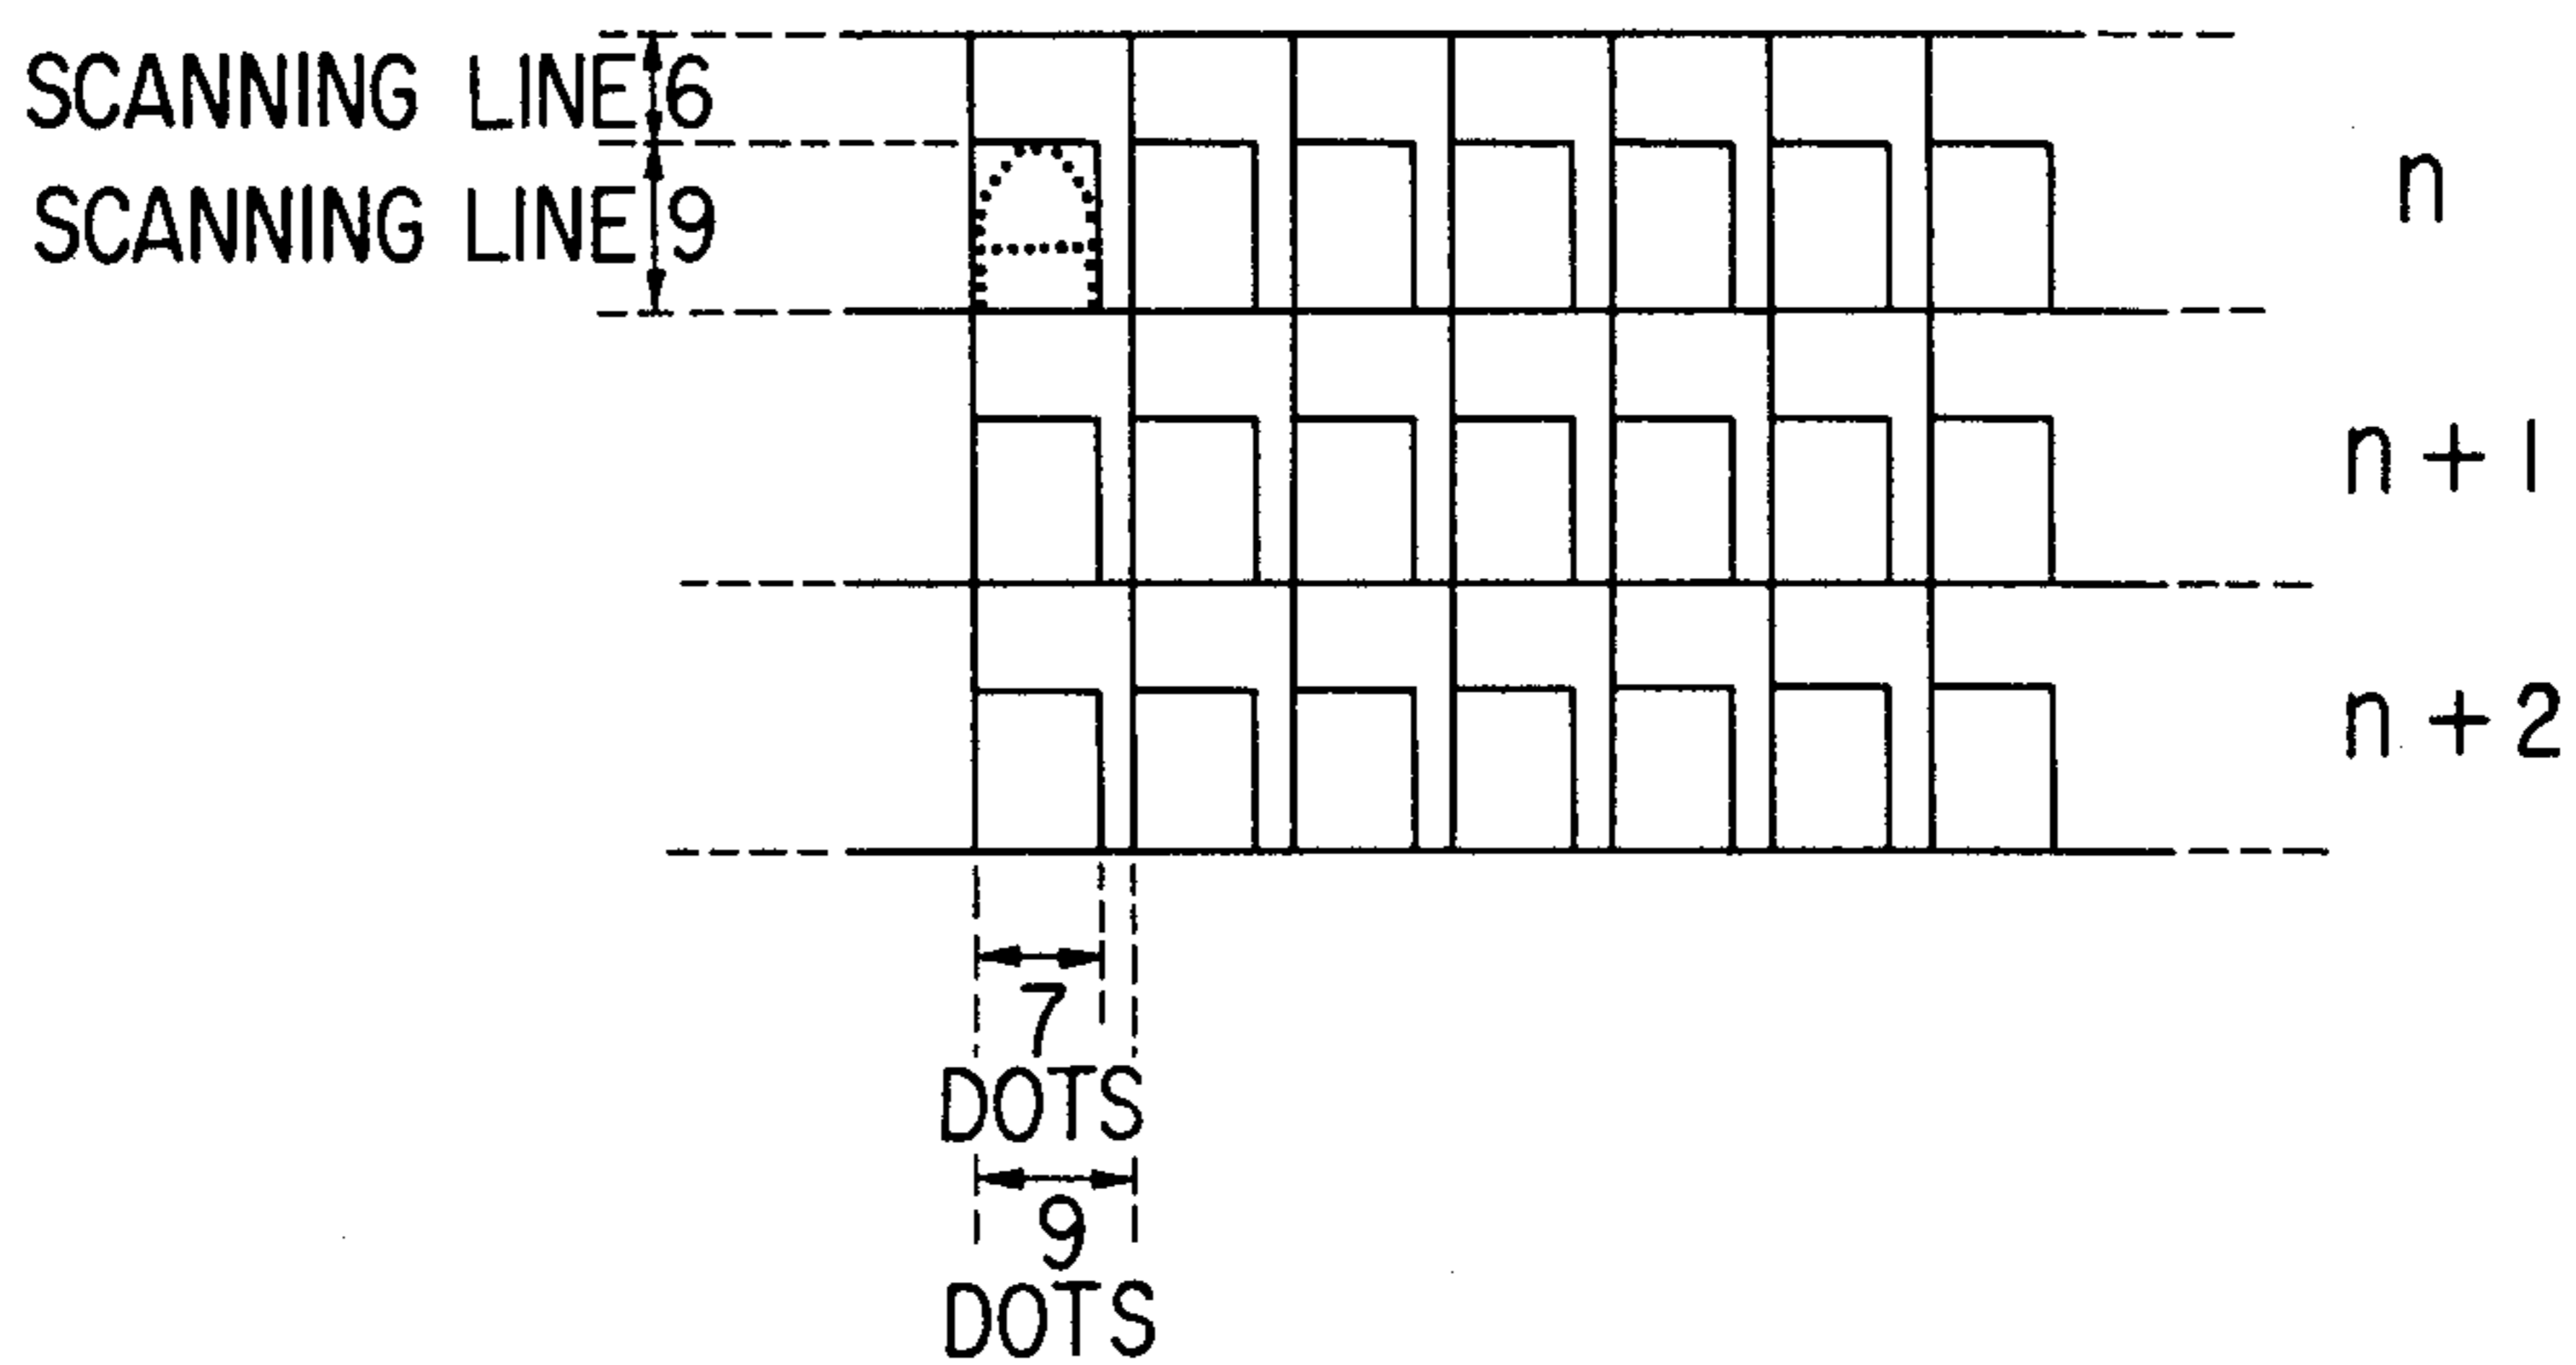 SCANNING LINE 6
n
SCANNING LINE 9
n + 1
n + 2
7
DOTS
9
DOTS